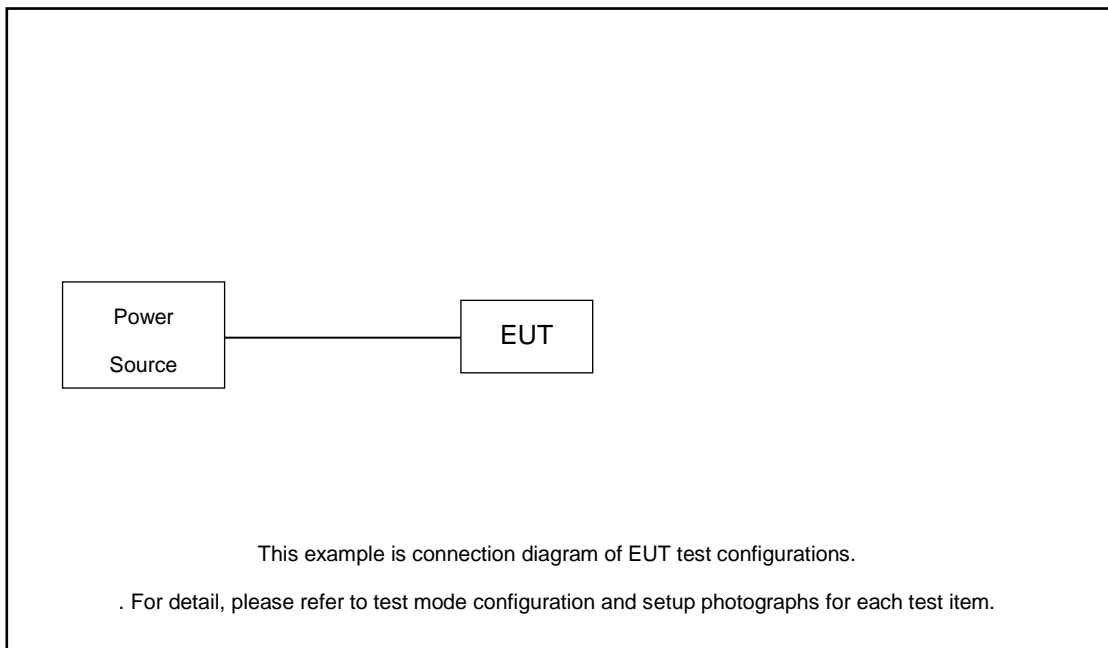 Power
Source
EUT
This example is connection diagram of EUT test configurations.
. For detail, please refer to test mode configuration and setup photographs for each test item.